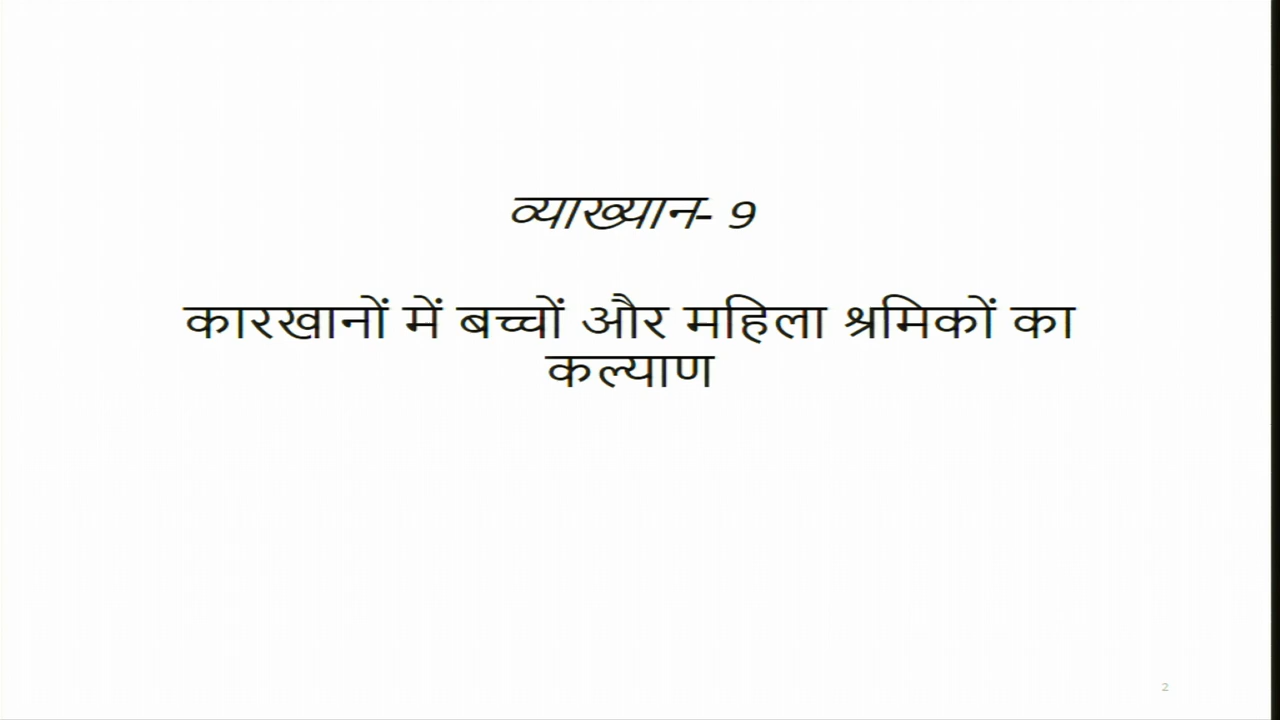 व्याख्यान- 9
कारखानों में बच्चों और महिला श्रमिकों का
कल्याण
2